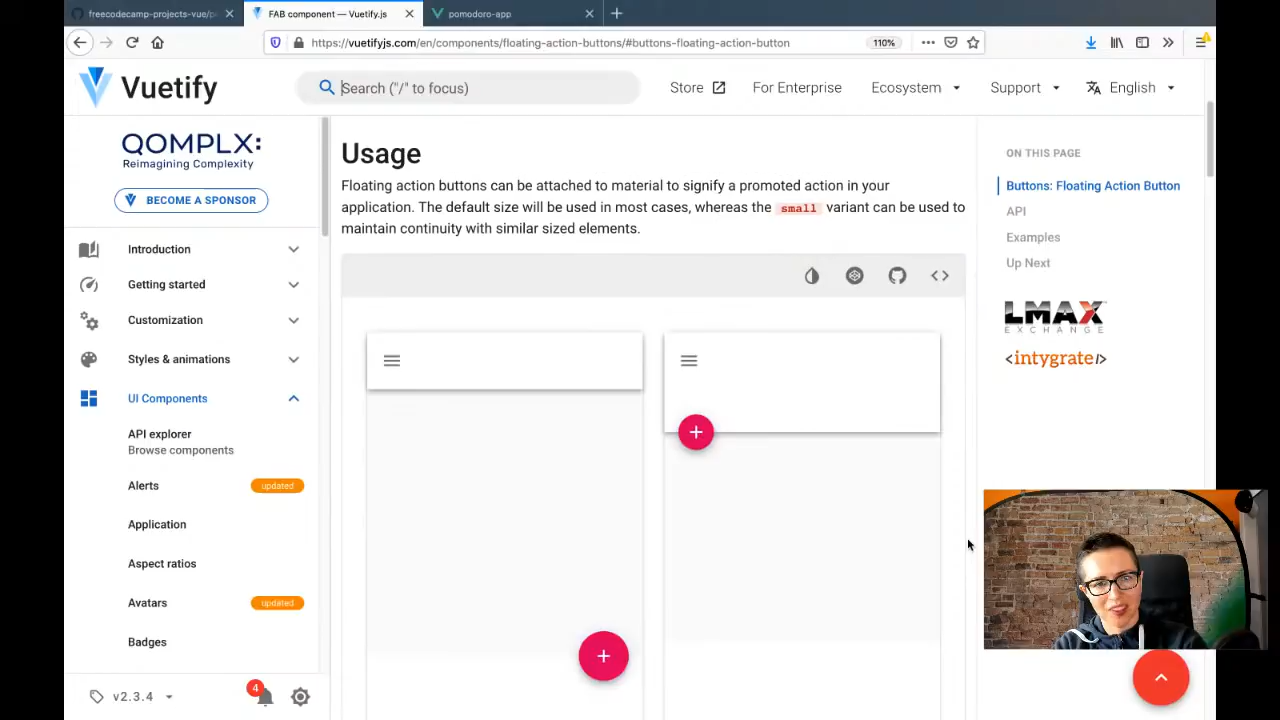 freecodecamp-projects-vue/p
FAB component — Vuetify.js
pomodoro-app
https://vuetifyjs.com/en/components/floating-action-buttons/#buttons-floating-action-button
110%
Vuetify
Search ("/" to focus)
Store
For Enterprise
Ecosystem
Support
English
QOMPLX:
Reimagining Complexity
BECOME A SPONSOR
Introduction
Getting started
Customization
Styles & animations
UI Components
API explorer
Browse components
Alerts
updated
Application
Aspect ratios
Avatars
updated
Badges
v2.3.4
4
Usage
Floating action buttons can be attached to material to signify a promoted action in your
application. The default size will be used in most cases, whereas the small variant can be used to
maintain continuity with similar sized elements.
ON THIS PAGE
Buttons: Floating Action Button
API
Examples
Up Next
LMAX
EXCHANGE
<intygrate/>